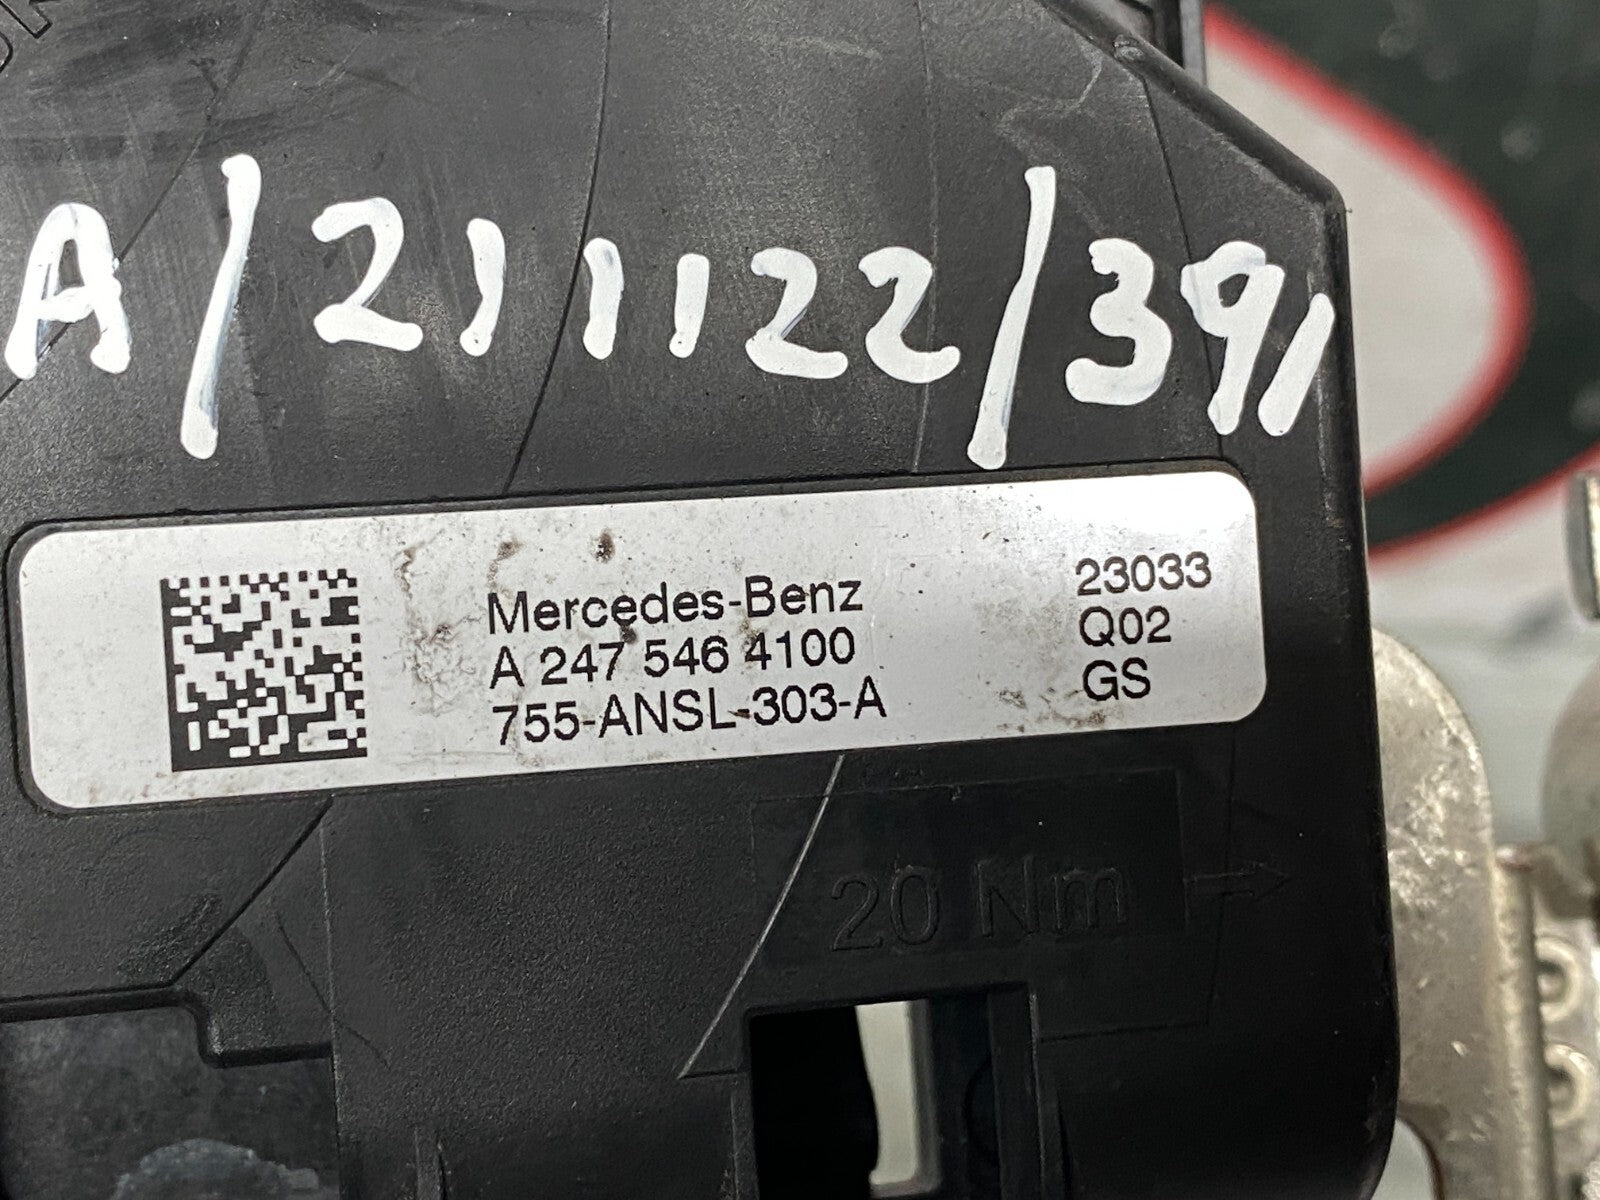 A/211122/391
Mercedes-Benz
A 247 546 4100
755-ANSL-303-A
23033
Q02
GS
20 Nm →